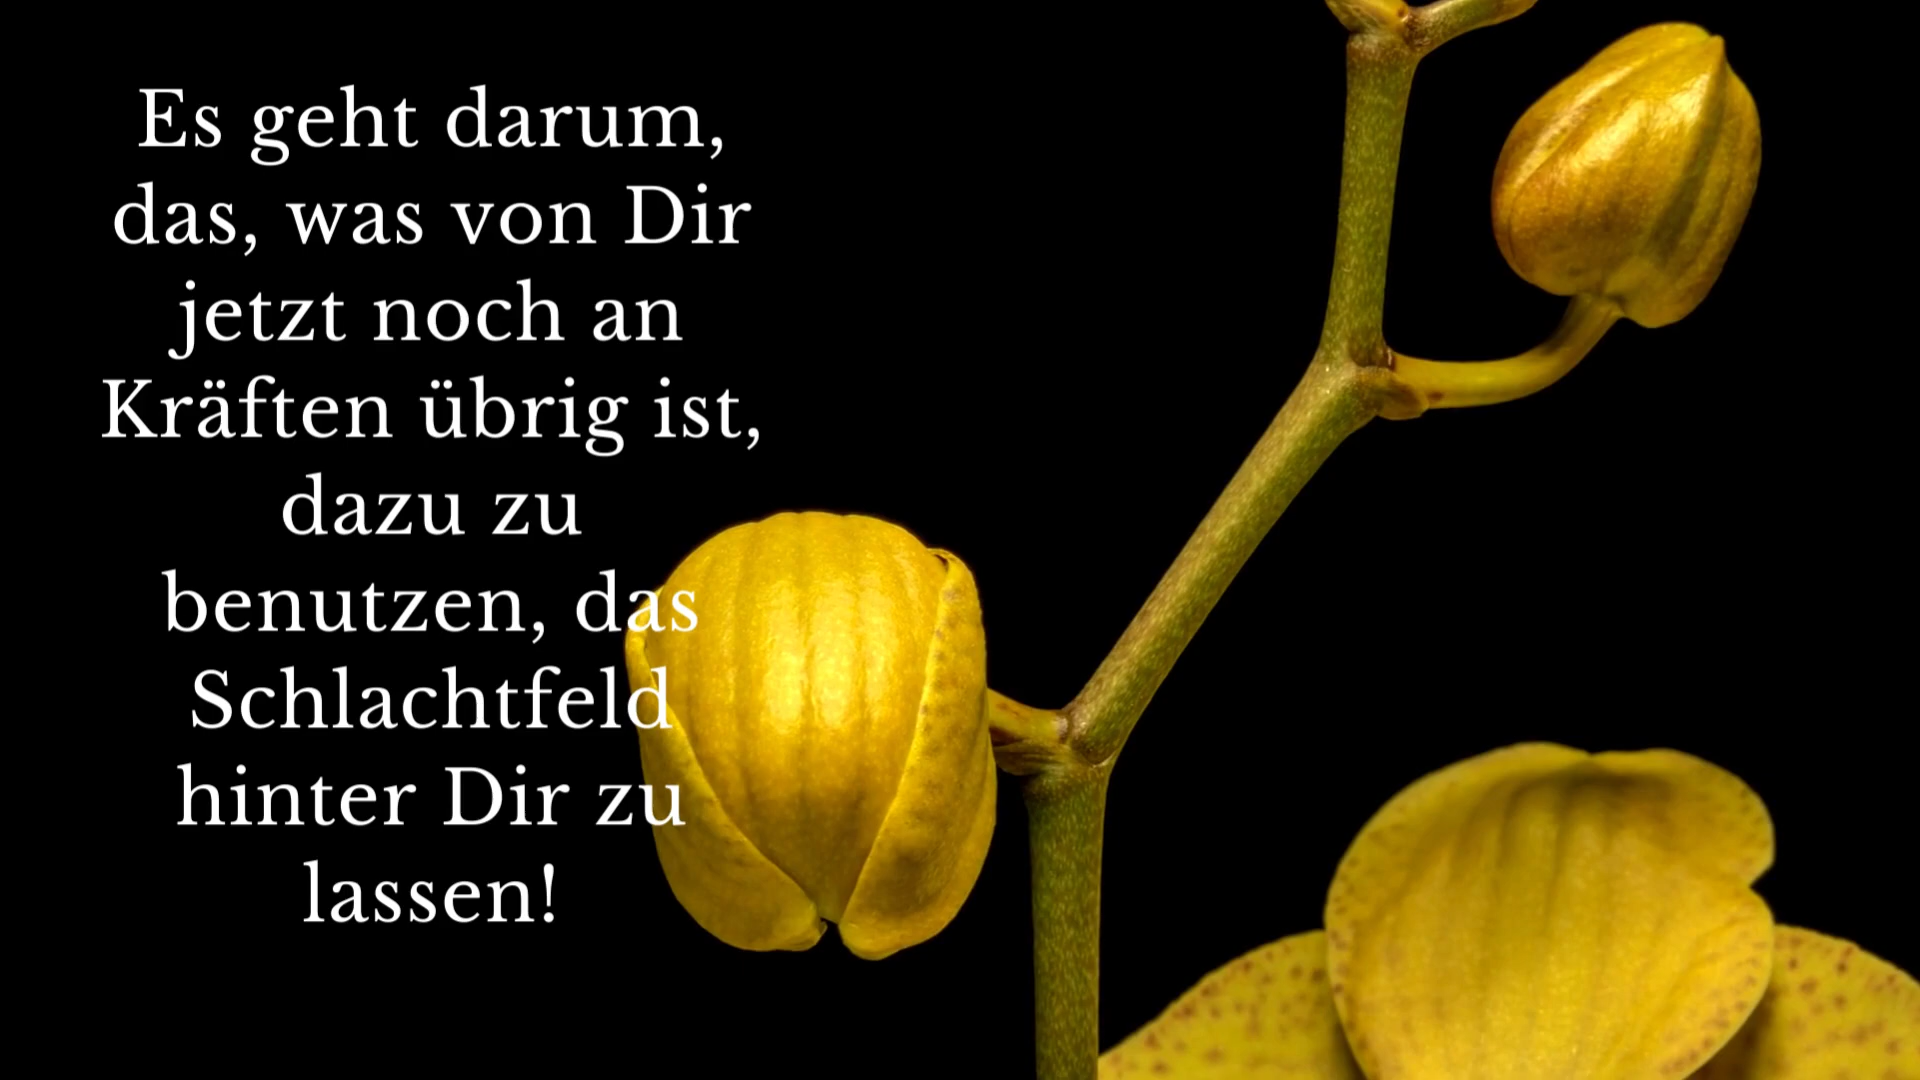 Es geht darum,
das, was von Dir
jetzt noch an
Kräften übrig ist,
dazu zu
benutzen, das
Schlachtfeld
hinter Dir zu
lassen!